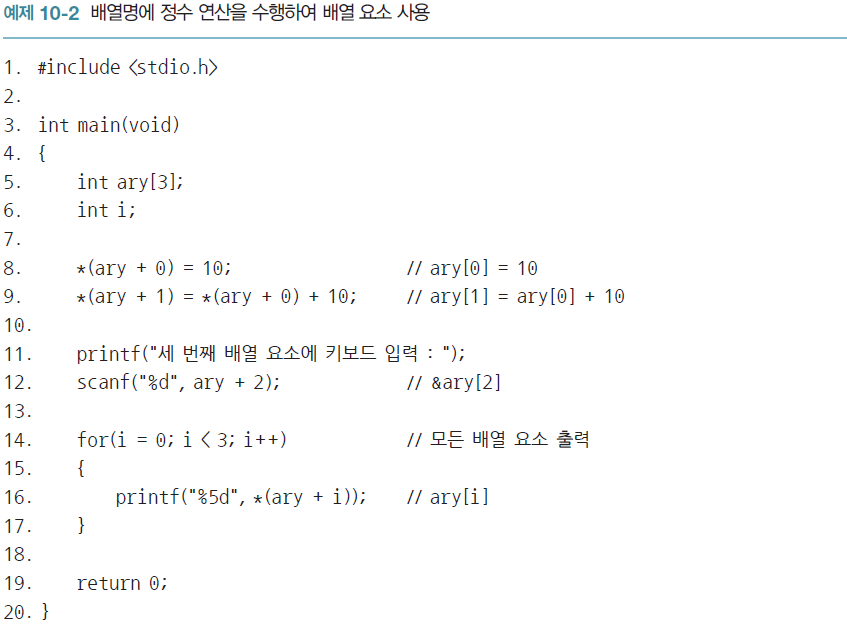 예제 10-2 배열명에 정수 연산을 수행하여 배열 요소 사용
1. #include <stdio.h>
2.
3. int main(void)
4. {
5. int ary[3];
6. int i;
7.
8. *(ary + 0) = 10; // ary[0] = 10
9. *(ary + 1) = *(ary + 0) + 10; // ary[1] = ary[0] + 10
10.
11. printf("세 번째 배열 요소에 키보드 입력 : ");
12. scanf("%d", ary + 2); // &ary[2]
13.
14. for(i = 0; i < 3; i++) // 모든 배열 요소 출력
15. {
16. printf("%5d", *(ary + i)); // ary[i]
17. }
18.
19. return 0;
20. }